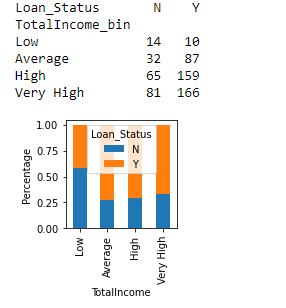 Loan_Status N Y
TotalIncome_bin
Low 14 10
Average 32 87
High 65 159
Very High 81 166
1.00
0.75
0.50
0.25
0.00
Percentage
Loan_Status
N
Y
Low
Average
High
Very High
TotalIncome